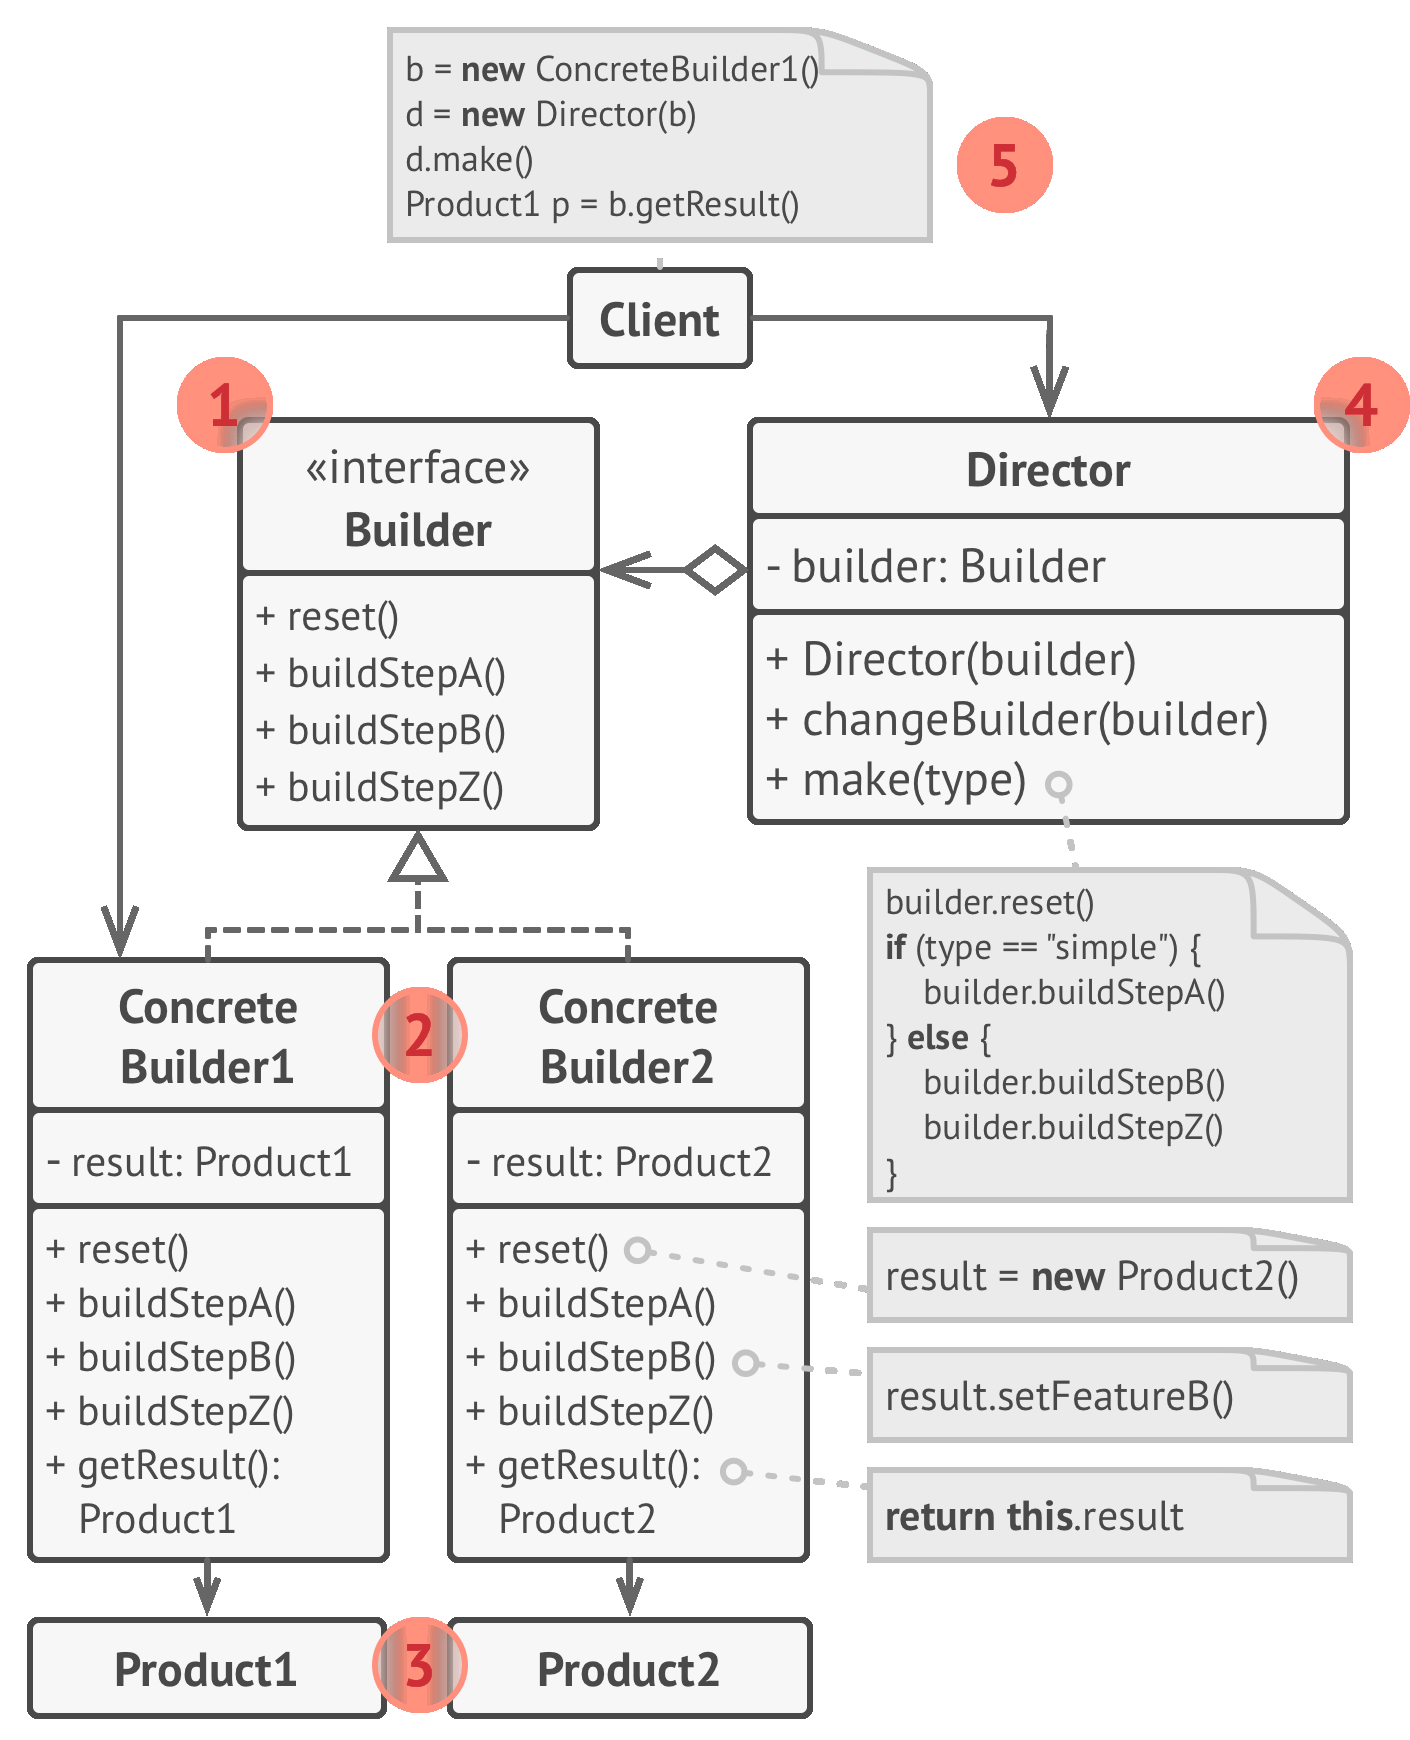 b = new ConcreteBuilder1()
d = new Director(b)
d.make()
Product1 p = b.getResult()
5
Client
1
«interface»
Builder
+ reset()
+ buildStepA()
+ buildStepB()
+ buildStepZ()
4
Director
- builder: Builder
+ Director(builder)
+ changeBuilder(builder)
+ make(type)
builder.reset()
if (type == "simple") {
builder.buildStepA()
} else {
builder.buildStepB()
builder.buildStepZ()
}
Concrete
Builder1
- result: Product1
+ reset()
+ buildStepA()
+ buildStepB()
+ buildStepZ()
+ getResult():
Product1
2
Concrete
Builder2
- result: Product2
+ reset()
+ buildStepA()
+ buildStepB()
+ buildStepZ()
+ getResult():
Product2
result = new Product2()
result.setFeatureB()
return this.result
Product1
3
Product2